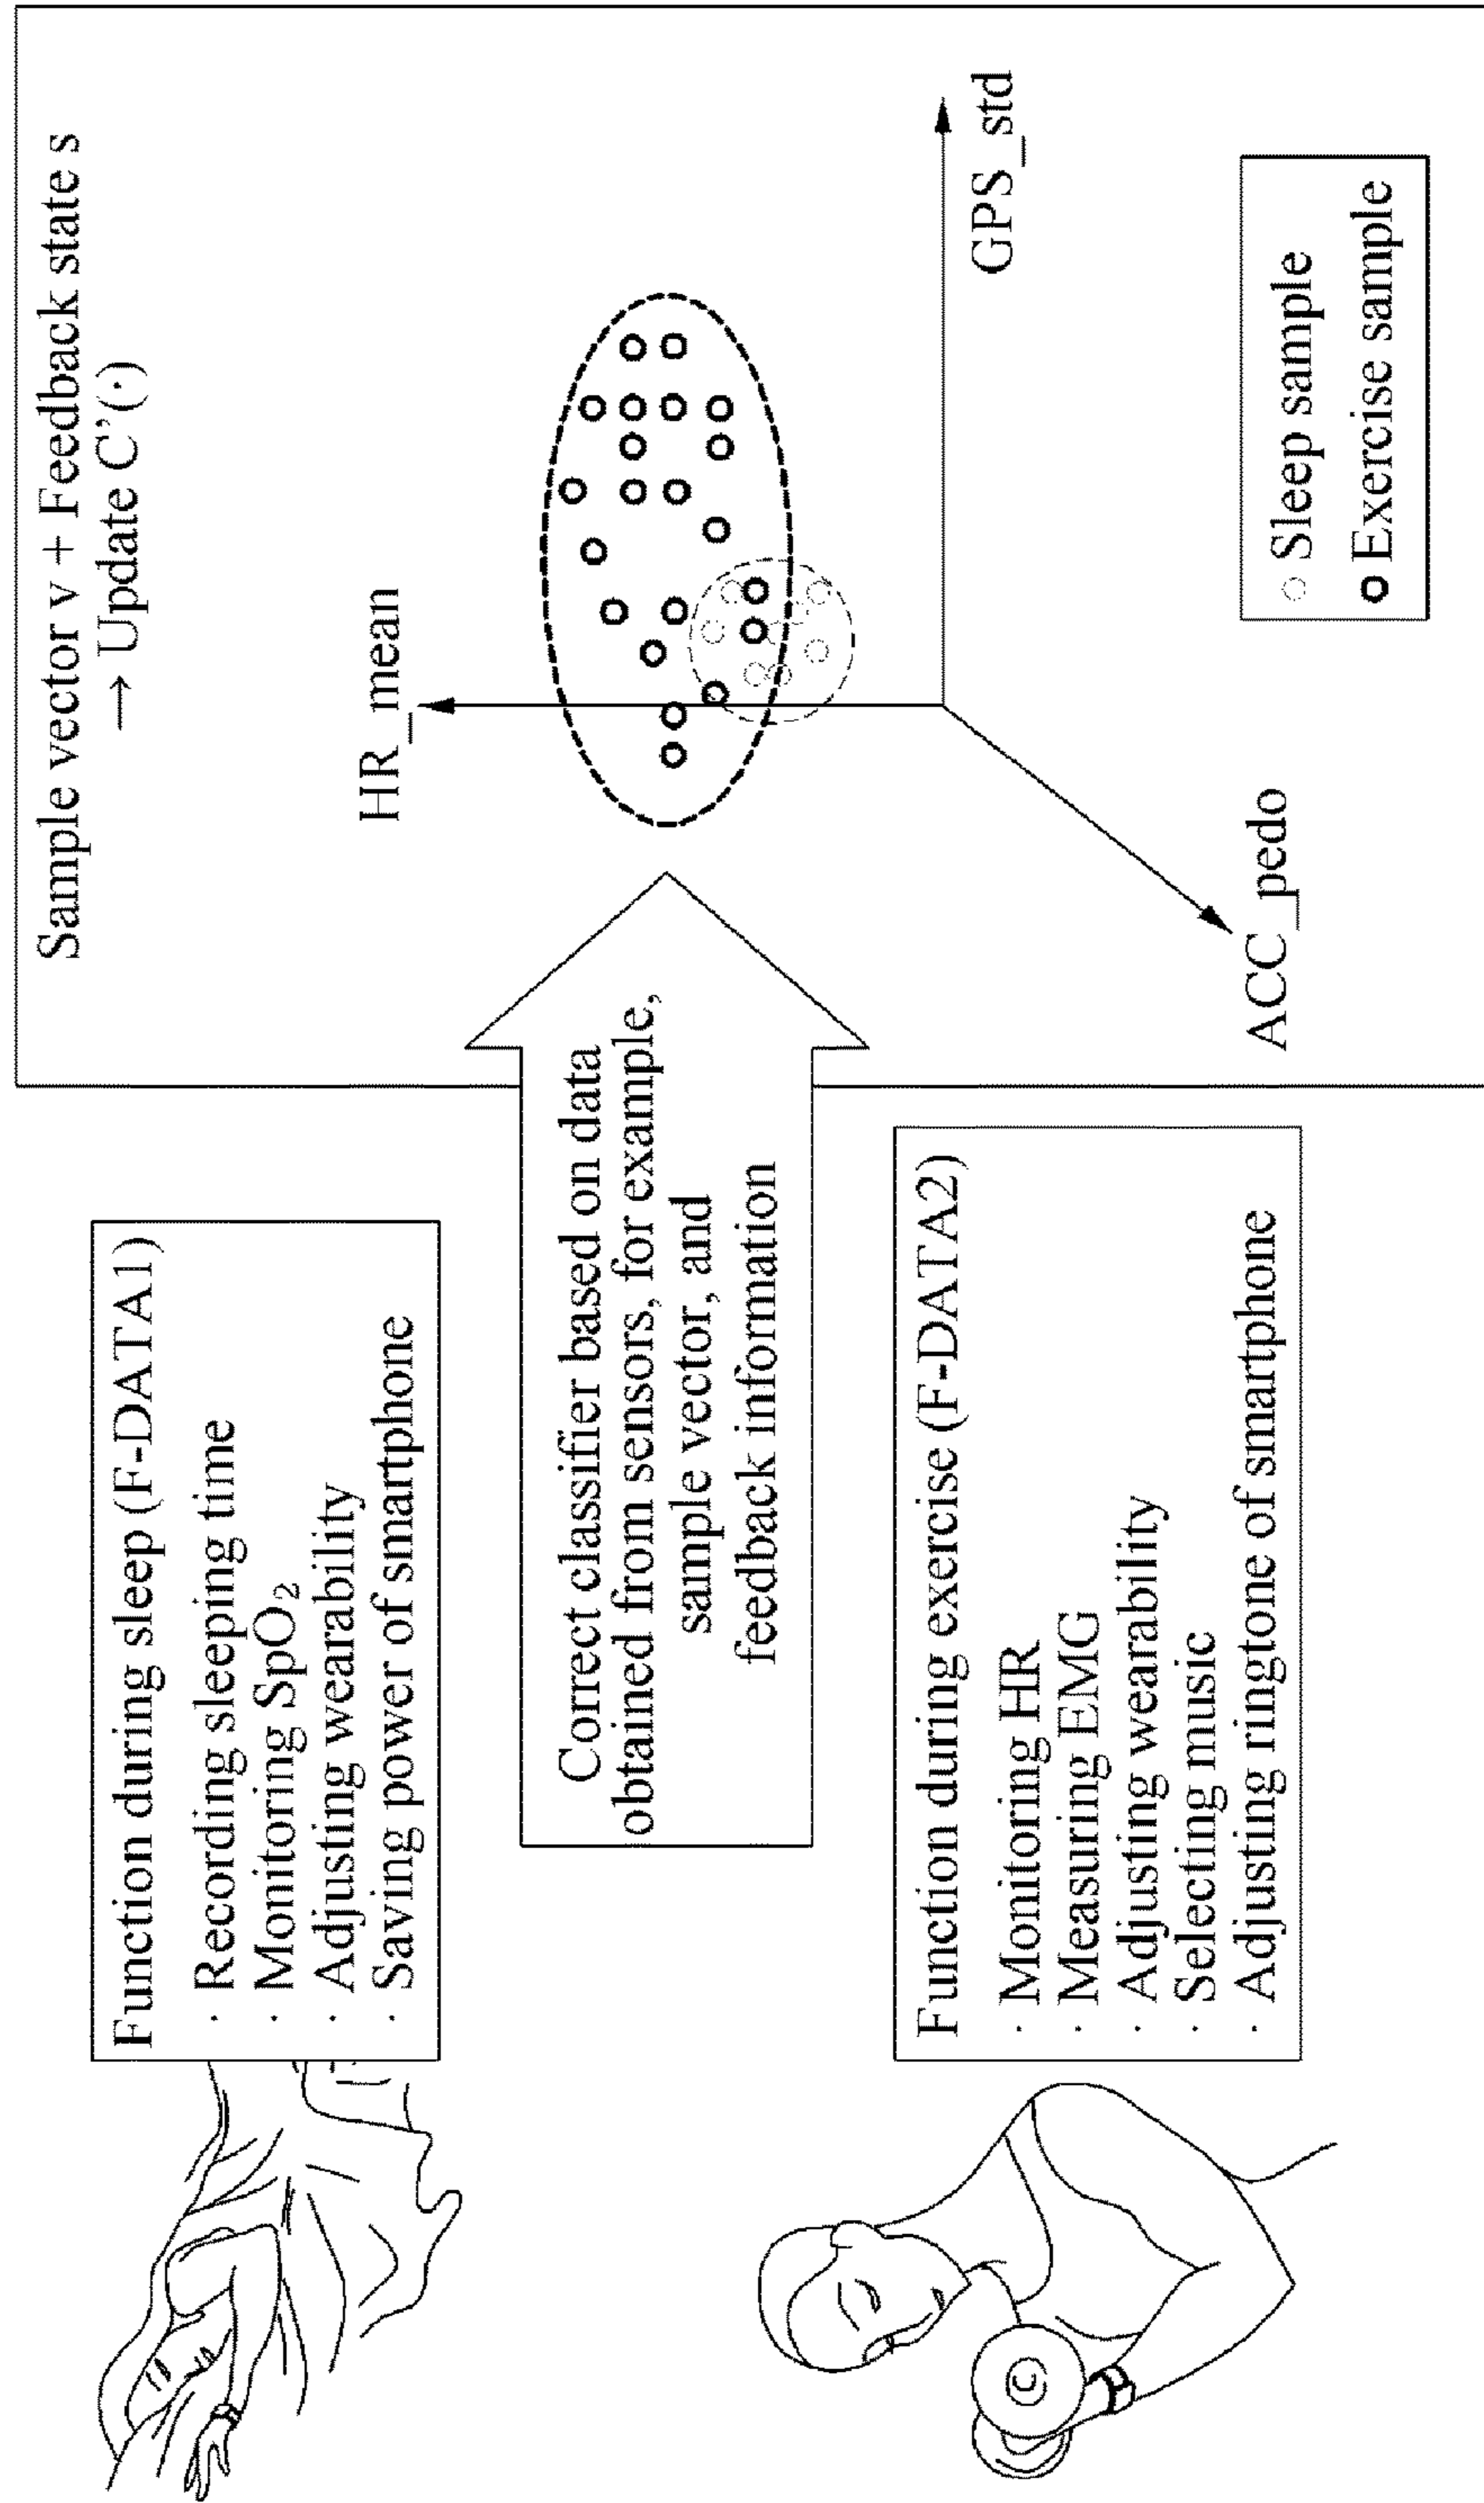 Function during sleep (F-DATA1)
· Recording sleeping time
· Monitoring SpO₂
· Adjusting wearability
· Saving power of smartphone
Correct classifier based on data
obtained from sensors, for example,
sample vector, and
feedback information
Function during exercise (F-DATA2)
· Monitoring HR
· Measuring EMG
· Adjusting wearability
· Selecting music
· Adjusting ringtone of smartphone
Sample vector v + Feedback state s
→ Update C’(·)
HR_mean
GPS_std
ACC_pedo
Sleep sample
Exercise sample